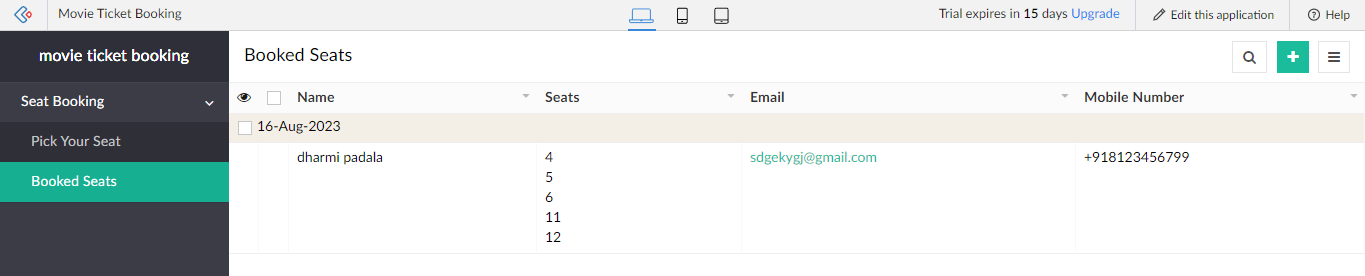 Movie Ticket Booking
Trial expires in 15 days Upgrade
Edit this application
Help
movie ticket booking
Seat Booking
Pick Your Seat
Booked Seats
Booked Seats
Name Seats Email Mobile Number
16-Aug-2023
dharmi padala 4 sdgekygj@gmail.com +918123456799
5
6
11
12